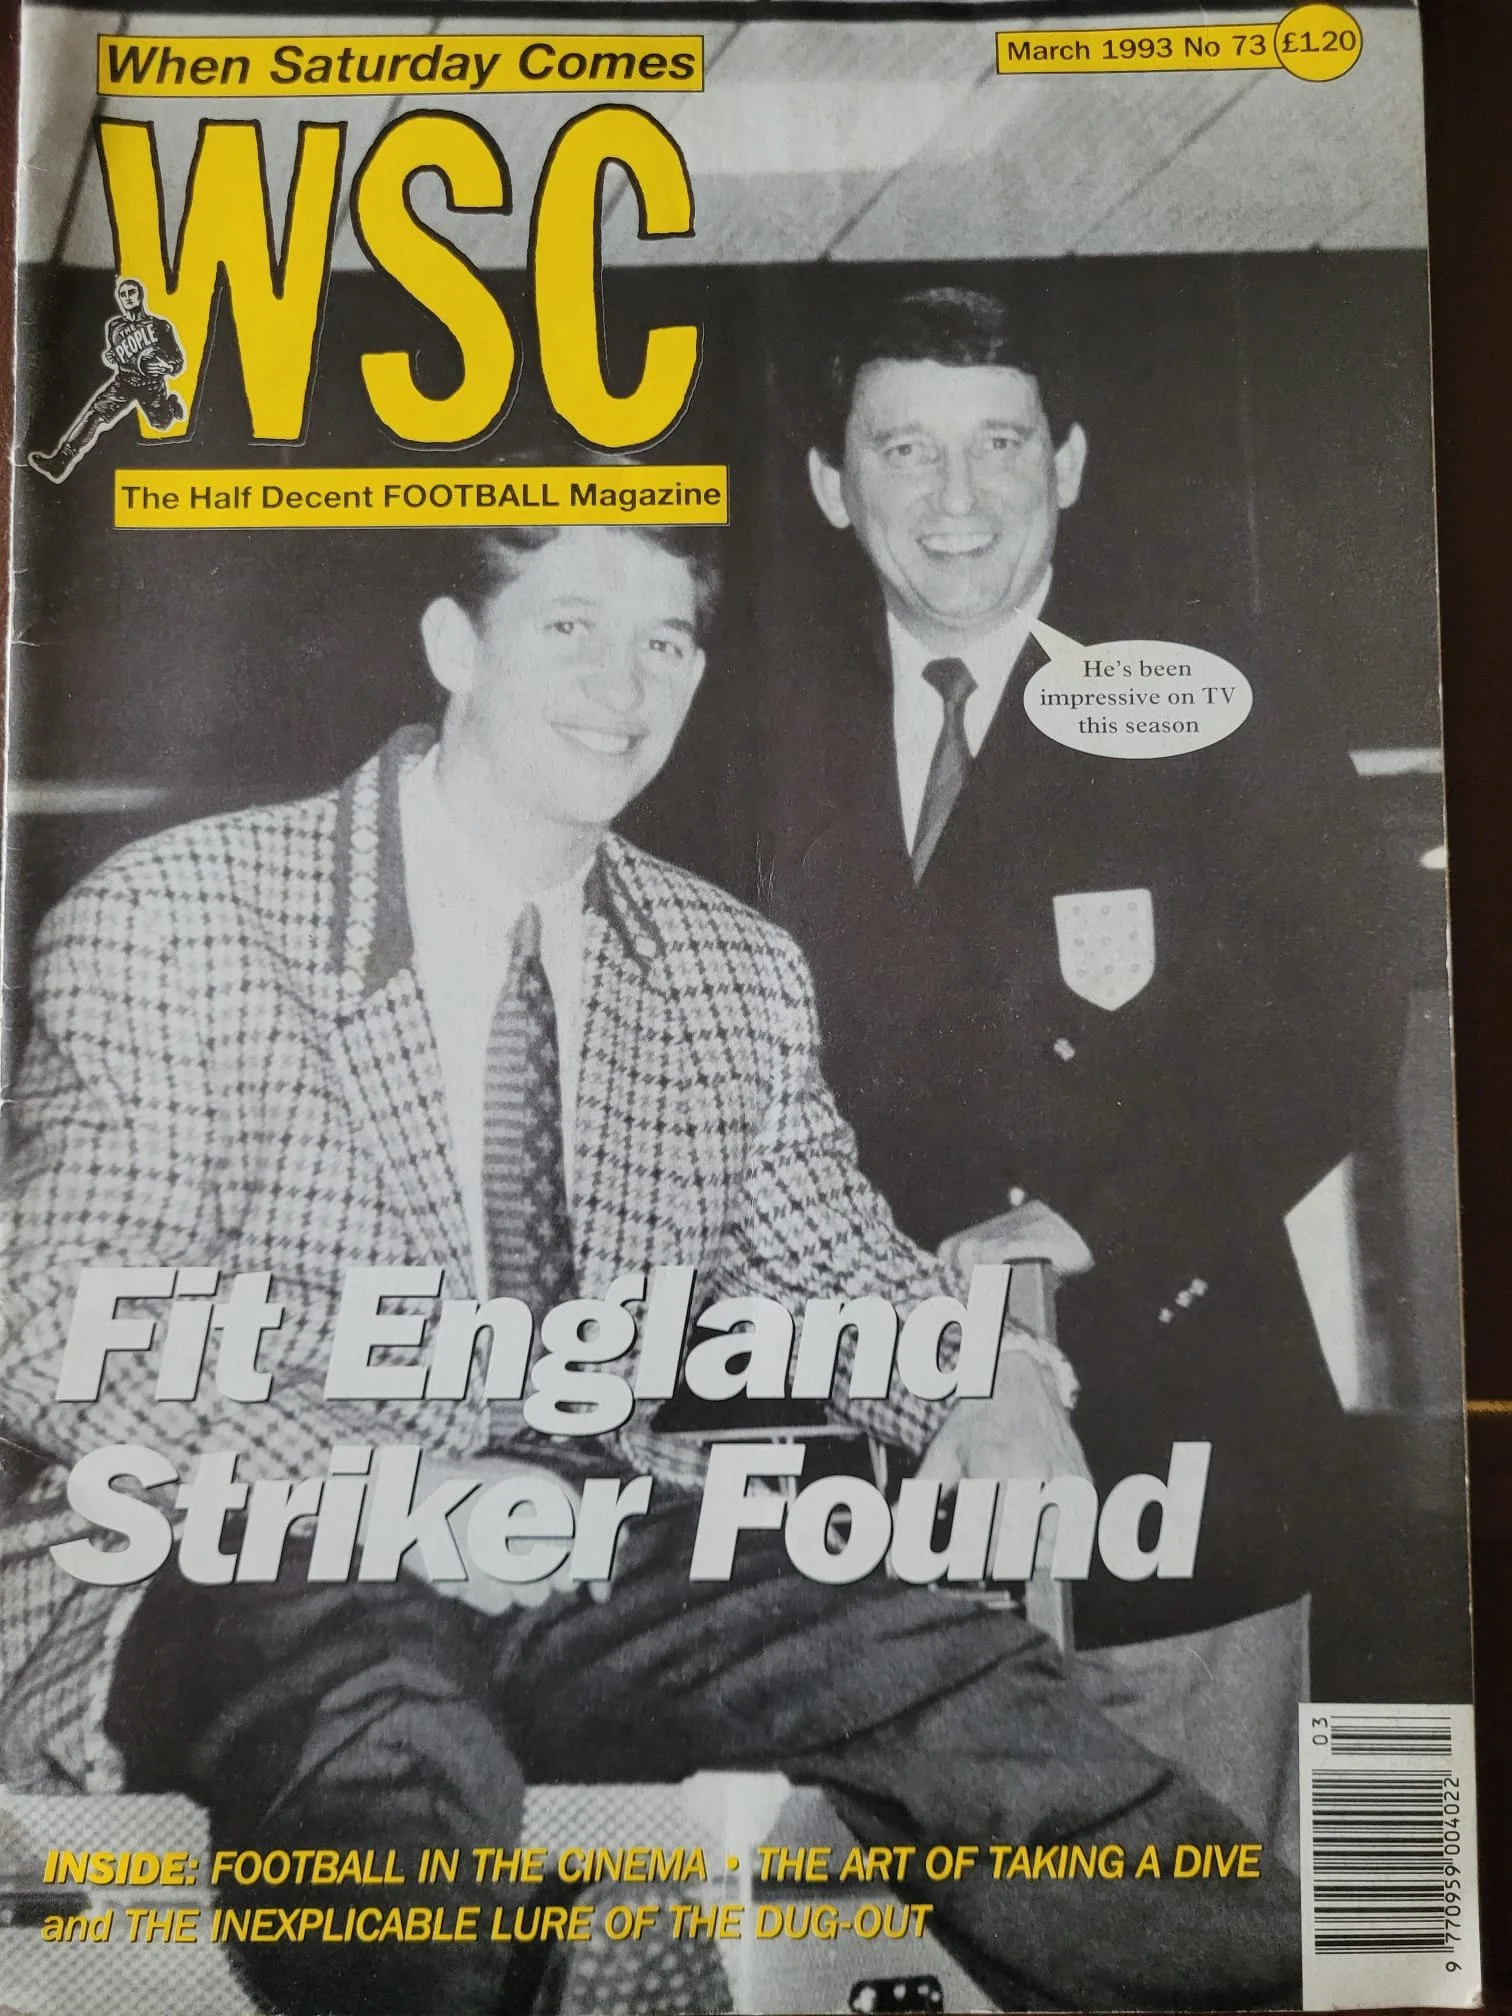 When Saturday Comes
March 1993 No 73 £1.20
WSC
THE
PEOPLE
The Half Decent FOOTBALL Magazine
He's been
impressive on TV
this season
Fit England
Striker Found
INSIDE: FOOTBALL IN THE CINEMA • THE ART OF TAKING A DIVE
and THE INEXPLICABLE LURE OF THE DUG-OUT
03
9 770959 004022